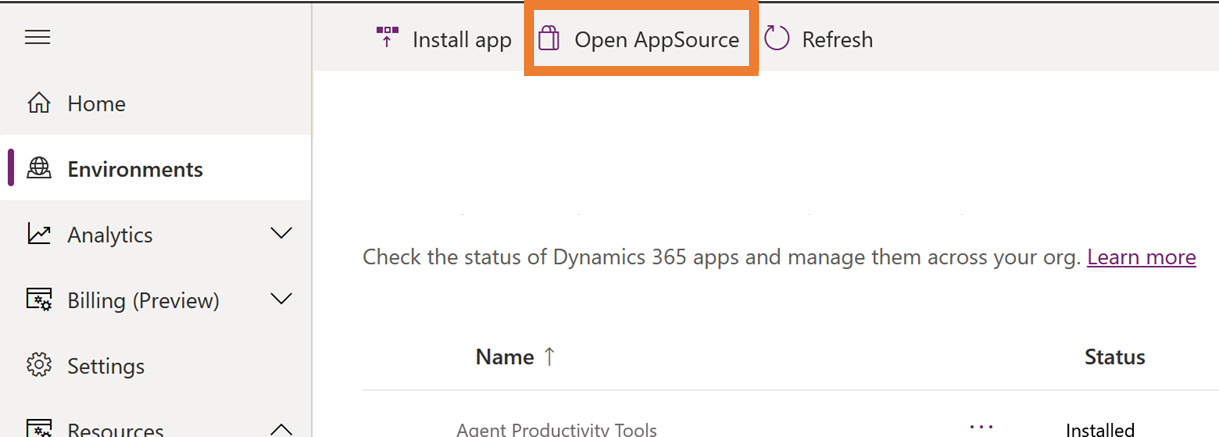 Install app
Open AppSource
Refresh
Home
Environments
Analytics
Billing (Preview)
Settings
Resources
Check the status of Dynamics 365 apps and manage them across your org. Learn more
Name ↑
Status
Agent Productivity Tools
...
Installed